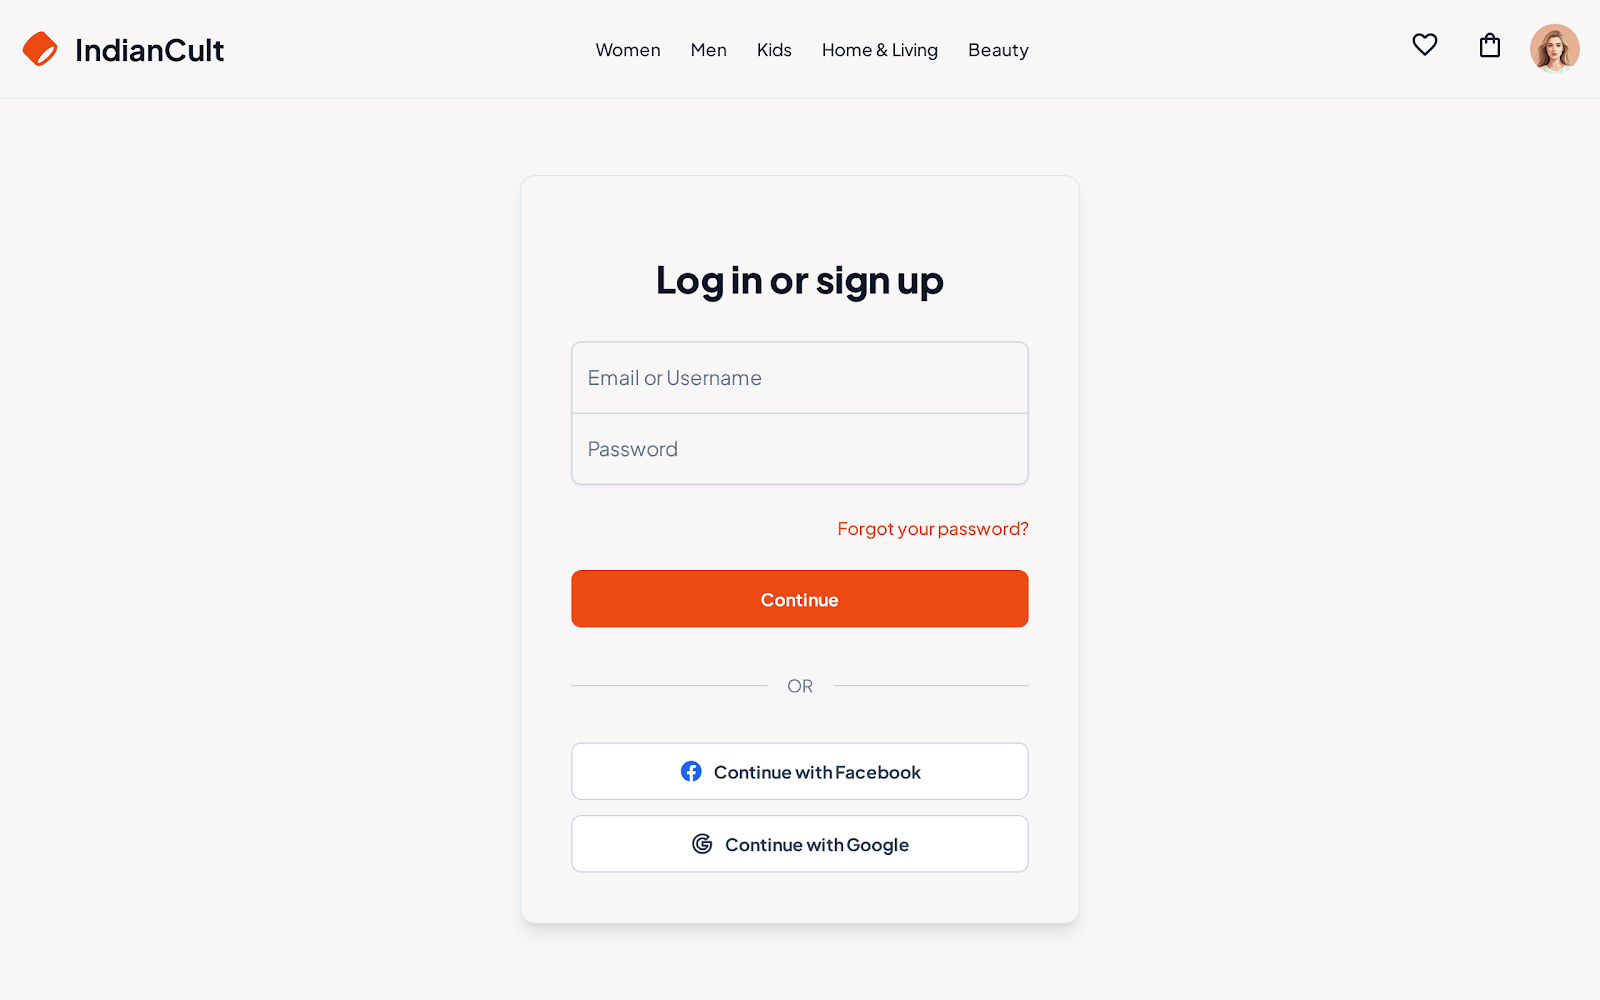 IndianCult
Women Men Kids Home & Living Beauty
Log in or sign up
Email or Username
Password
Forgot your password?
Continue
OR
Continue with Facebook
Continue with Google